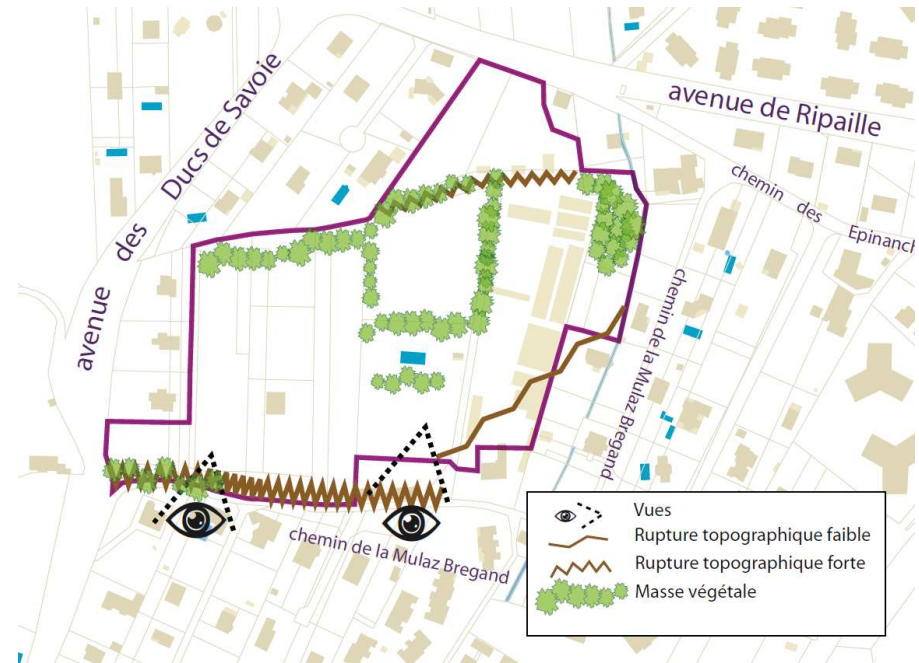 avenue des Ducs de Savoie
avenue de Ripaille
chemin des Epinanch
chemin de la Mulaz Bregand
chemin de la Mulaz Bregand
Vues
Rupture topographique faible
Rupture topographique forte
Masse végétale